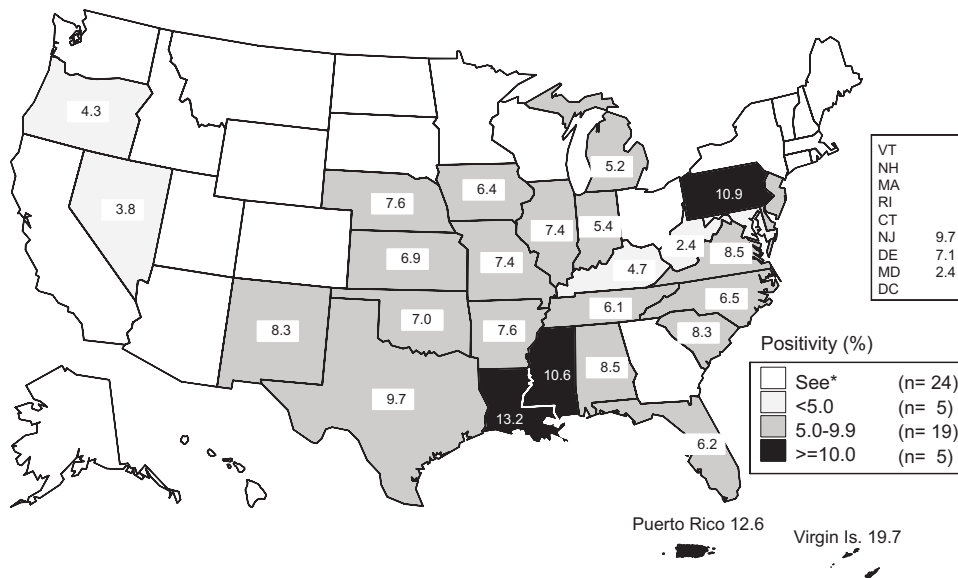 4.3
3.8
5.2
10.9
7.6
6.4
7.4
5.4
2.4
8.5
6.9
7.4
4.7
8.3
7.0
7.6
6.1
6.5
8.3
9.7
13.2
10.6
8.5
6.2
VT
NH
MA
RI
CT
NJ 9.7
DE 7.1
MD 2.4
DC
Positivity (%)
See* (n= 24)
<5.0 (n= 5)
5.0-9.9 (n= 19)
>=10.0 (n= 5)
Puerto Rico 12.6
Virgin Is. 19.7